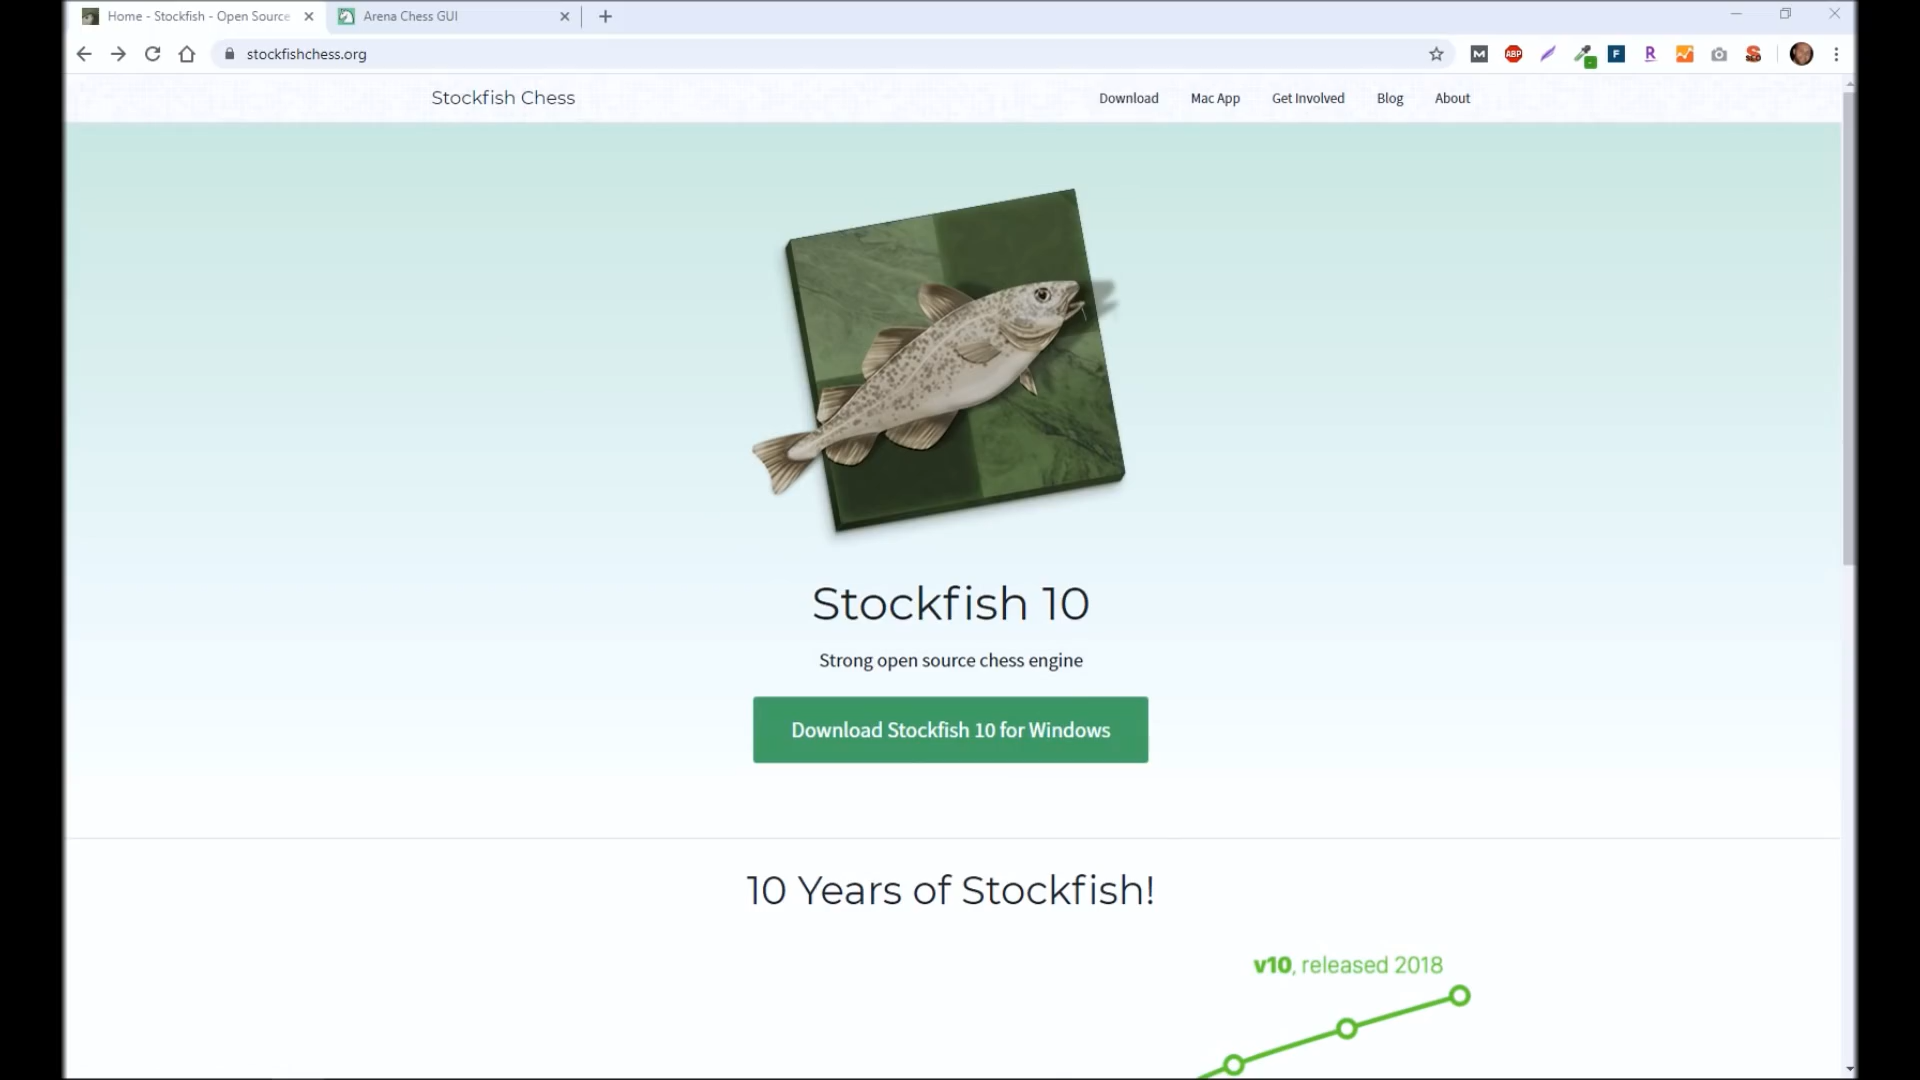 Home - Stockfish - Open Source
Arena Chess GUI
stockfishchess.org
M
ABP
F
R
S
Stockfish Chess
Download
Mac App
Get Involved
Blog
About
Stockfish 10
Strong open source chess engine
Download Stockfish 10 for Windows
10 Years of Stockfish!
v10, released 2018